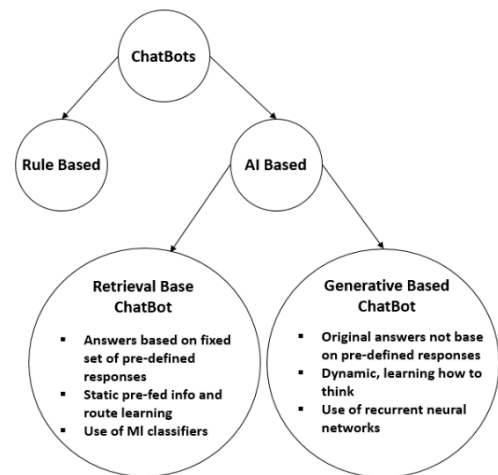 ChatBots
Rule Based
AI Based
Retrieval Base
ChatBot
▪ Answers based on fixed
set of pre-defined
responses
▪ Static pre-fed info and
route learning
▪ Use of Ml classifiers
Generative Based
ChatBot
▪ Original answers not base
on pre-defined responses
▪ Dynamic, learning how to
think
▪ Use of recurrent neural
networks